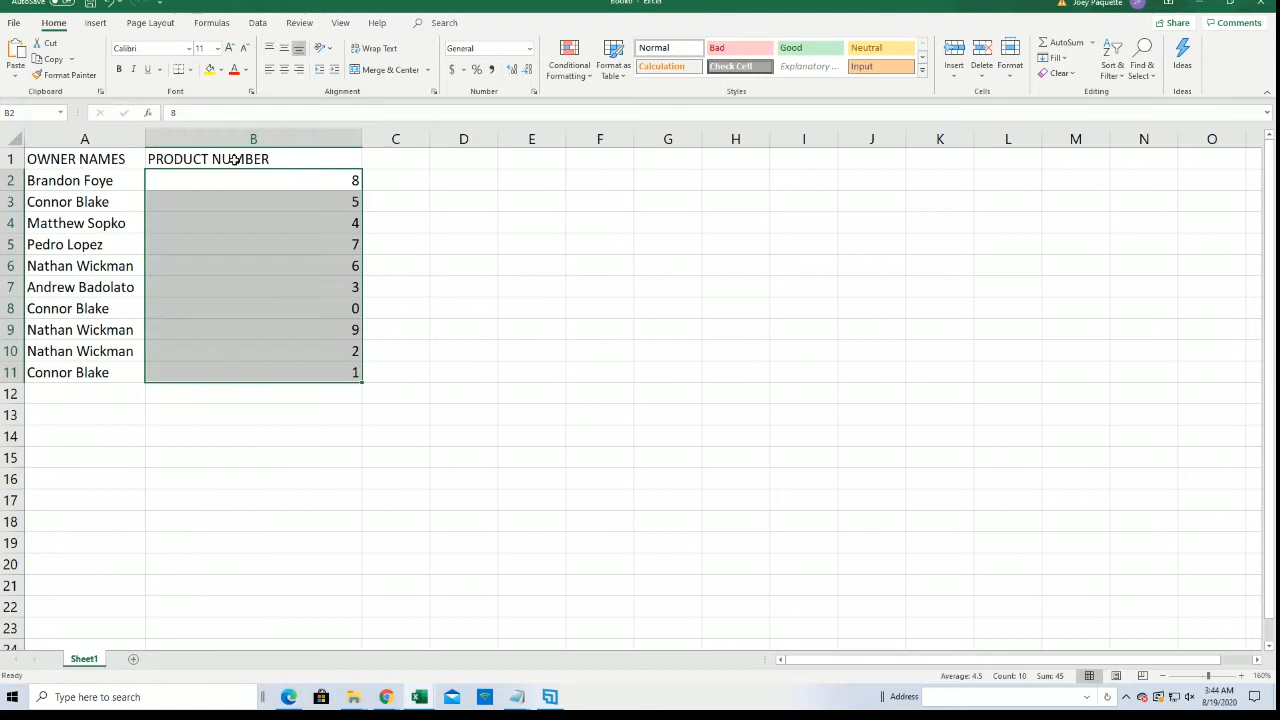 AutoSave Off Book6 - Excel Joey Paquette
File Home Insert Page Layout Formulas Data Review View Help Search Share Comments
Paste Cut Copy Format Painter Clipboard
Calibri 11 B I U A Font
Wrap Text Merge & Center Alignment
General $ % Number
Conditional Formatting Format as Table
Normal Bad Good Neutral
Calculation Check Cell Explanatory ... Input
Styles
Insert Delete Format Cells
AutoSum Fill Clear Sort & Filter Find & Select Editing
Ideas Ideas
B2 fx 8
A B C D E F G H I J K L M N O
1 OWNER NAMES PRODUCT NUMBER
2 Brandon Foye 8
3 Connor Blake 5
4 Matthew Sopko 4
5 Pedro Lopez 7
6 Nathan Wickman 6
7 Andrew Badolato 3
8 Connor Blake 0
9 Nathan Wickman 9
10 Nathan Wickman 2
11 Connor Blake 1
12
13
14
15
16
17
18
19
20
21
22
23
24
Sheet1
Ready Average: 4.5 Count: 10 Sum: 45 160%
Type here to search Address 3:44 AM
8/19/2020